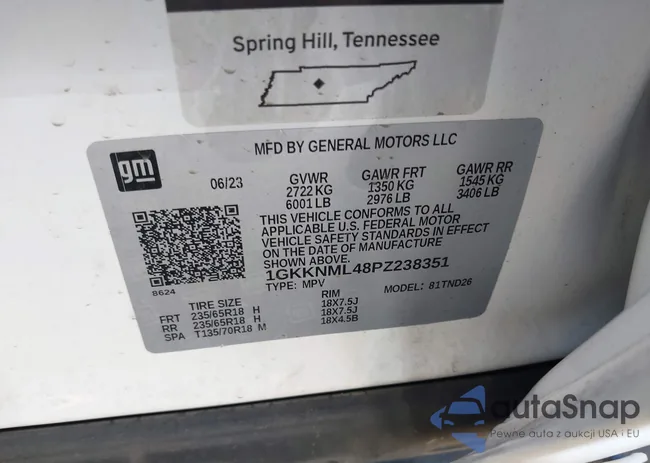 Spring Hill, Tennessee
MFD BY GENERAL MOTORS LLC
gm
06/23
GVWR GAWR FRT GAWR RR
2722 KG 1350 KG 1545 KG
6001 LB 2976 LB 3406 LB
THIS VEHICLE CONFORMS TO ALL
APPLICABLE U.S. FEDERAL MOTOR
VEHICLE SAFETY STANDARDS IN
EFFECT ON THE DATE OF MANUFACTURE
SHOWN ABOVE.
1GKKNML48PZ238351
TYPE: MPV MODEL: 81TND26
8624
TIRE SIZE RIM
FRT 235/65R18 H 18X7.5J
RR 235/65R18 H 18X7.5J
SPA T135/70R18 M 18X4.5B
autaSnap
Pewne auta z aukcji USA i EU